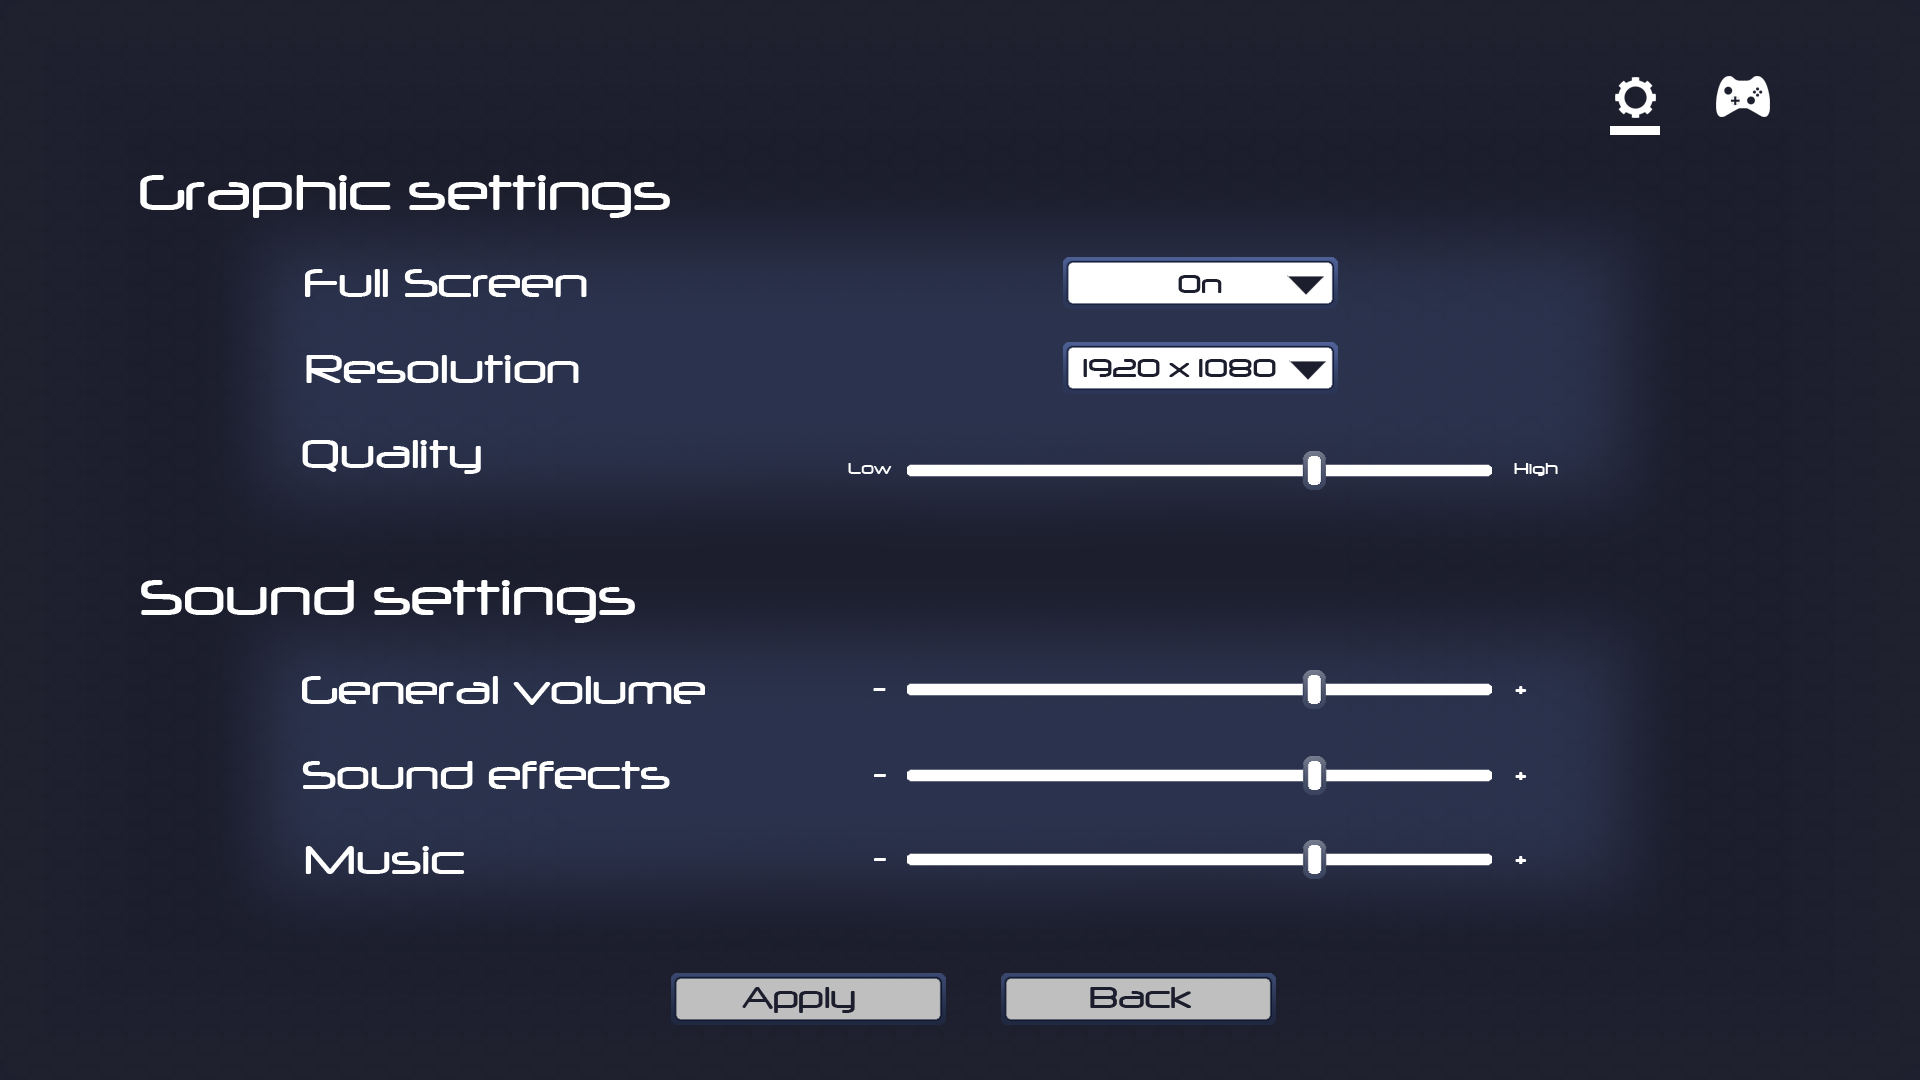 Graphic settings
Full Screen
On
Resolution
1920 x 1080
Quality
Low
High
Sound settings
General volume
- +
Sound effects
- +
Music
- +
Apply
Back